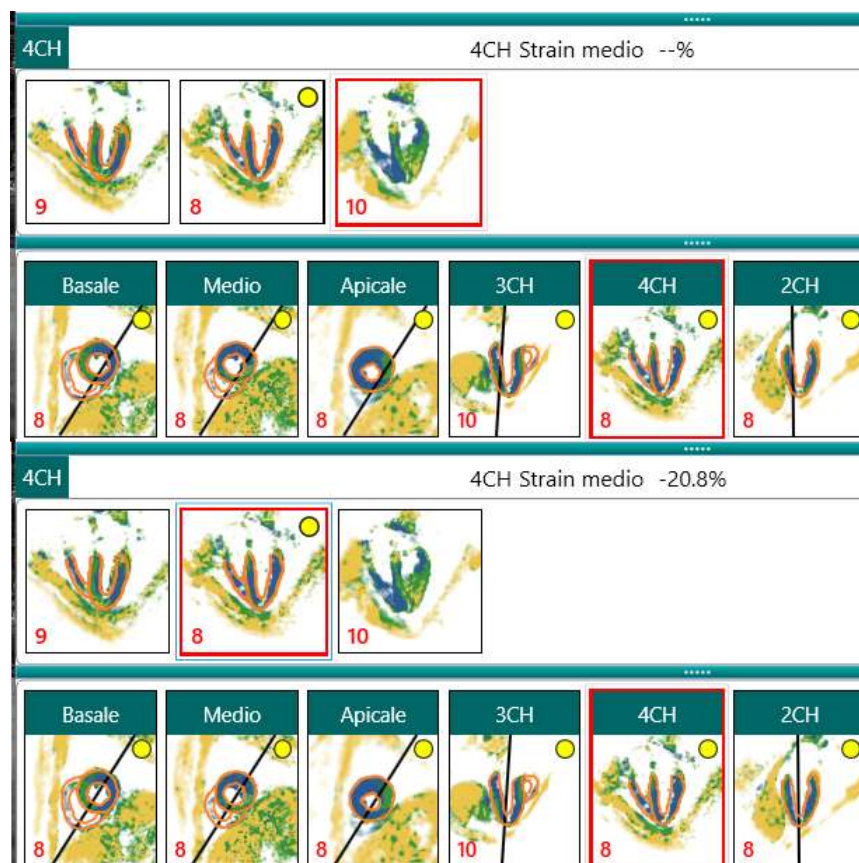 4CH 4CH Strain medio --%
9 8 10
Basale Medio Apicale 3CH 4CH 2CH
8 8 8 10 8 8
4CH 4CH Strain medio -20.8%
9 8 10
Basale Medio Apicale 3CH 4CH 2CH
8 8 8 10 8 8